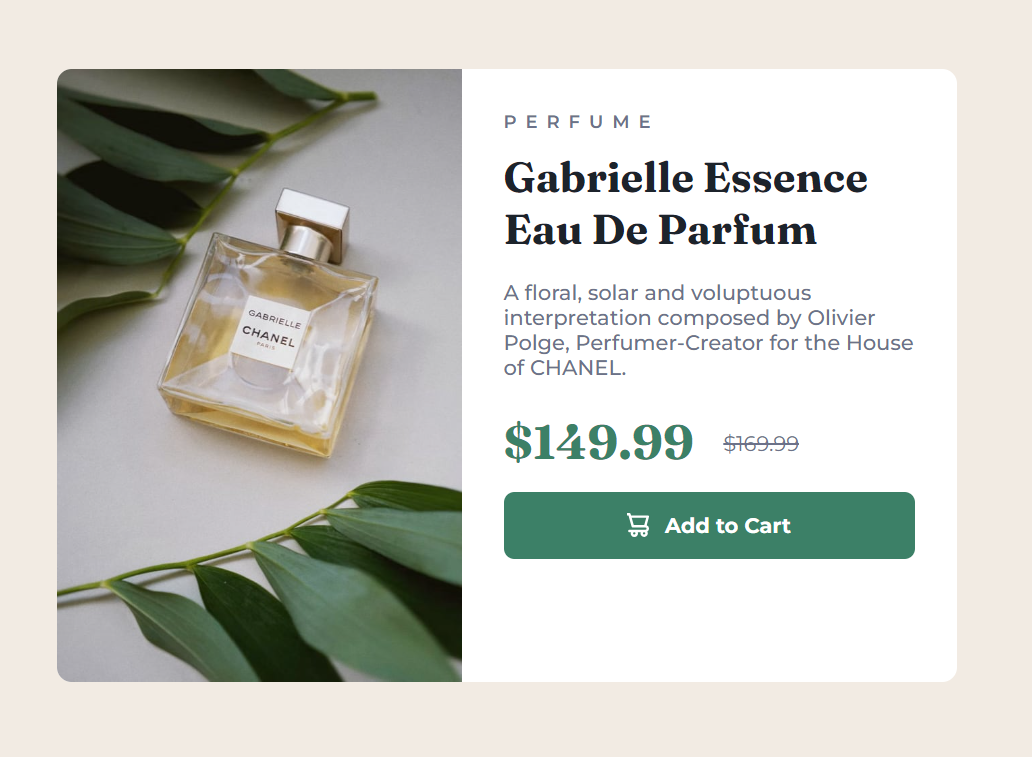 GABRIELLE
CHANEL
PARIS
PERFUME
Gabrielle Essence
Eau De Parfum
A floral, solar and voluptuous
interpretation composed by Olivier
Polge, Perfumer-Creator for the House
of CHANEL.
$149.99 $169.99
Add to Cart